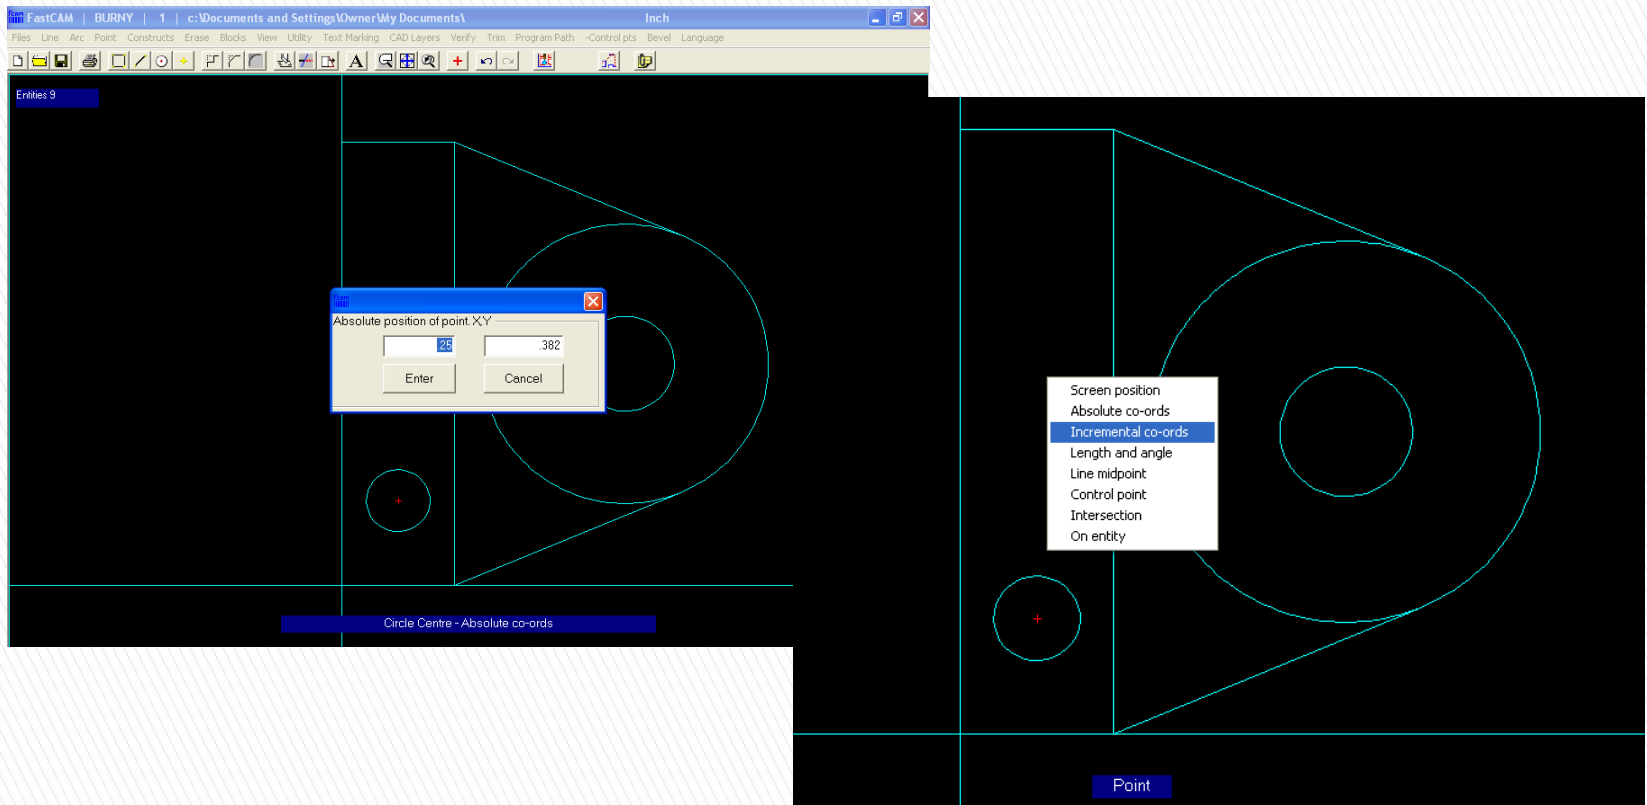 FastCAM | BURNY | 1 | c:\Documents and Settings\Owner\My Documents\ Inch
Files Line Arc Point Constructs Erase Blocks View Utility Text Marking CAD Layers Verify Trim Program Path -Control pts Bevel Language
Entities 9
Absolute position of point X,Y
.25 .382
Enter Cancel
Circle Centre - Absolute co-ords
Screen position
Absolute co-ords
Incremental co-ords
Length and angle
Line midpoint
Control point
Intersection
On entity
Point